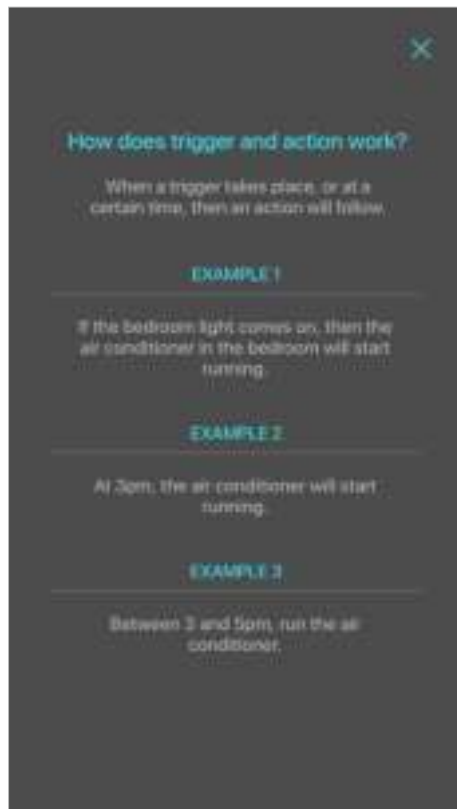 How does trigger and action work?
When a trigger takes place, or at a
certain time, then an action will follow.
EXAMPLE 1
If the bedroom light comes on, then the
air conditioner in the bedroom will start
running.
EXAMPLE 2
At 3pm, the air conditioner will start
running.
EXAMPLE 3
Between 3 and 5pm, run the air
conditioner.